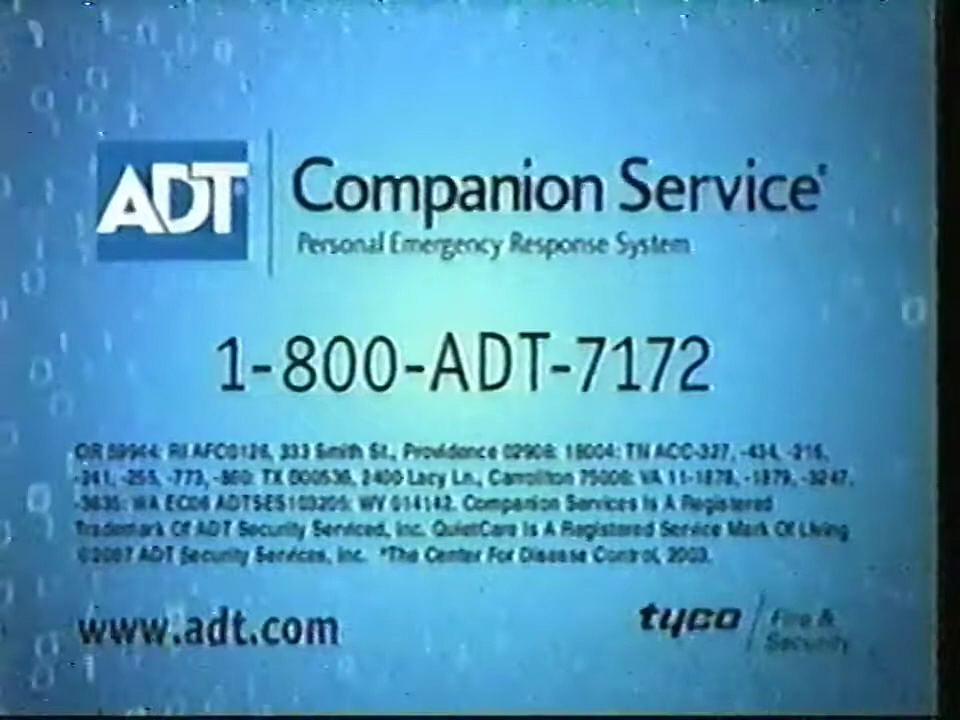 ADT Companion Service®
Personal Emergency Response System
1-800-ADT-7172
OR 59944; RI AFC0126, 333 Smith St., Providence 02908; 18004; TN ACC-327, -434, -216,
-241, -255, -773, -860; TX 000536, 2400 Lacy Ln., Carrollton 75006; VA 11-1878, -1879, -3247,
-3635; WA EC06 ADTSES103205; WY 014142. Companion Services Is A Registered
Trademark Of ADT Security Serviced, Inc. QuietCare Is A Registered Service Mark Of Living
©2007 ADT Security Services, Inc. *The Center For Disease Control, 2003.
www.adt.com
tyco Fire &
Security